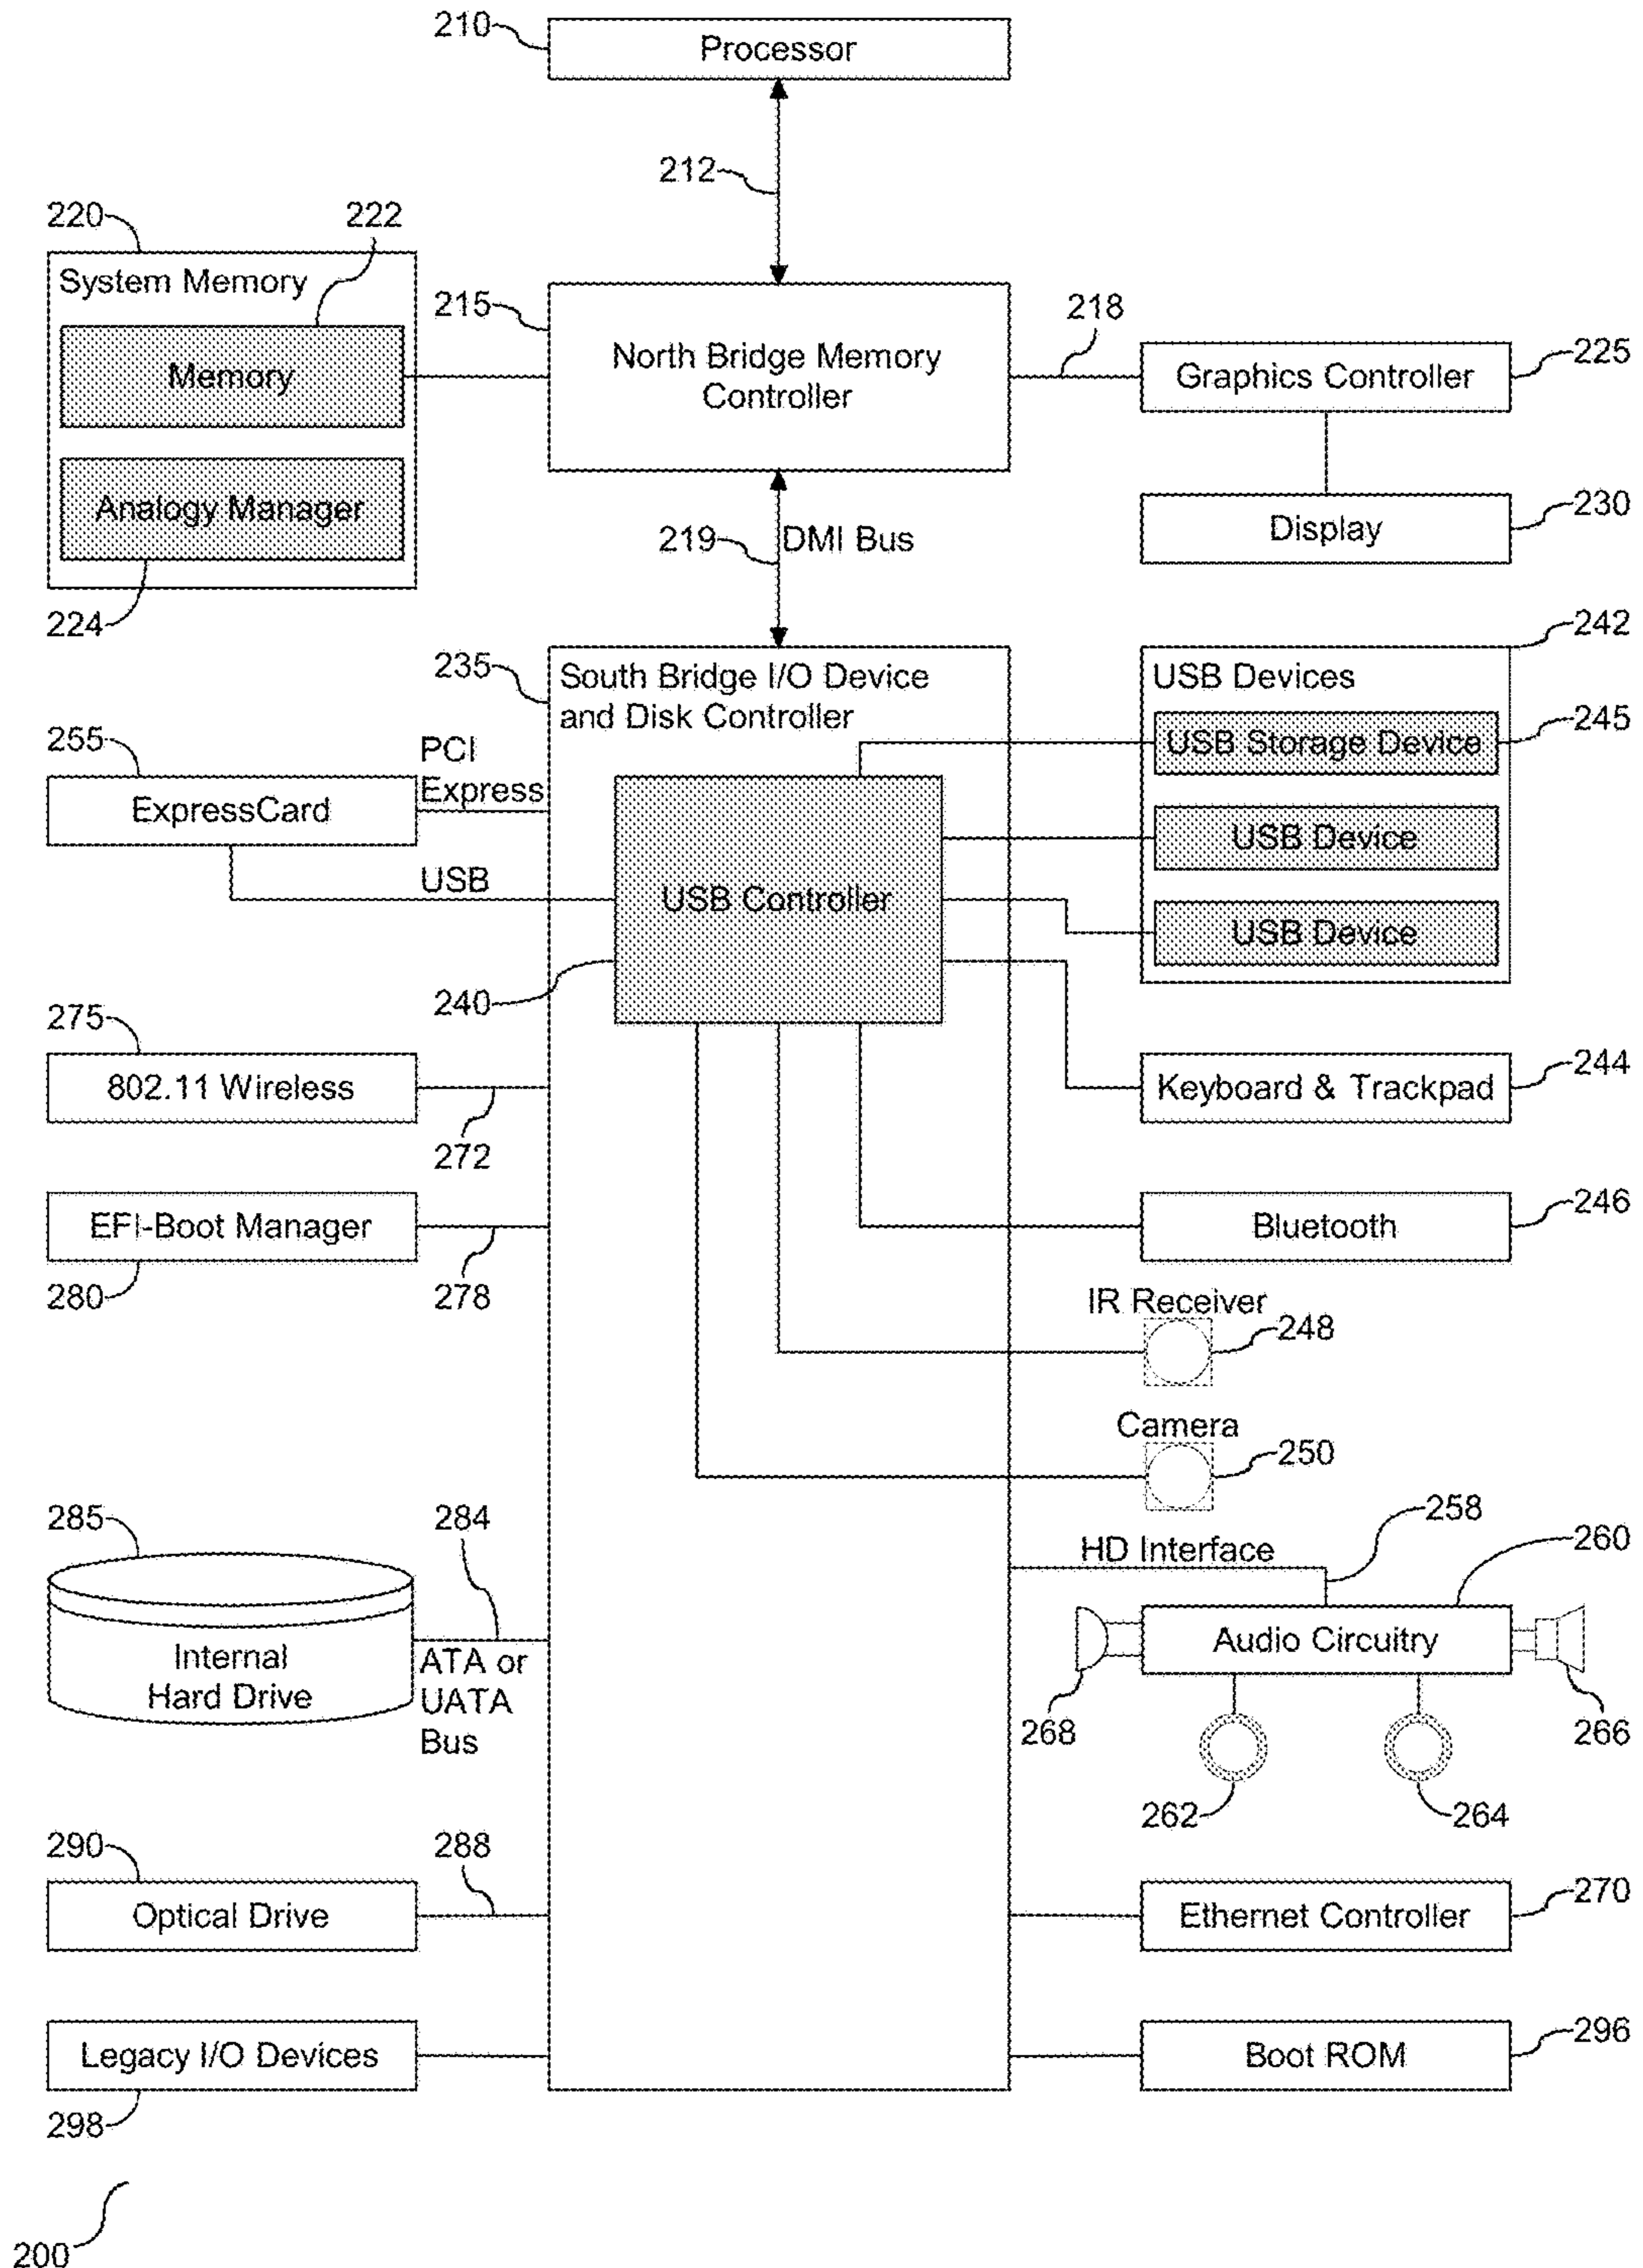 210
Processor
212
220
222
System Memory
215
218
Memory
North Bridge Memory
Controller
Graphics Controller
225
Analogy Manager
219
DMI Bus
Display
230
224
235
South Bridge I/O Device
and Disk Controller
242
USB Devices
245
USB Storage Device
255
PCI
Express
ExpressCard
USB Device
USB
USB Controller
USB Device
240
275
802.11 Wireless
272
Keyboard & Trackpad
244
EFI-Boot Manager
280
278
Bluetooth
246
IR Receiver
248
Camera
250
285
284
258
HD Interface
260
Internal
Hard Drive
ATA or
UATA
Bus
Audio Circuitry
268
266
262
264
290
288
Optical Drive
Ethernet Controller
270
Legacy I/O Devices
298
Boot ROM
296
200